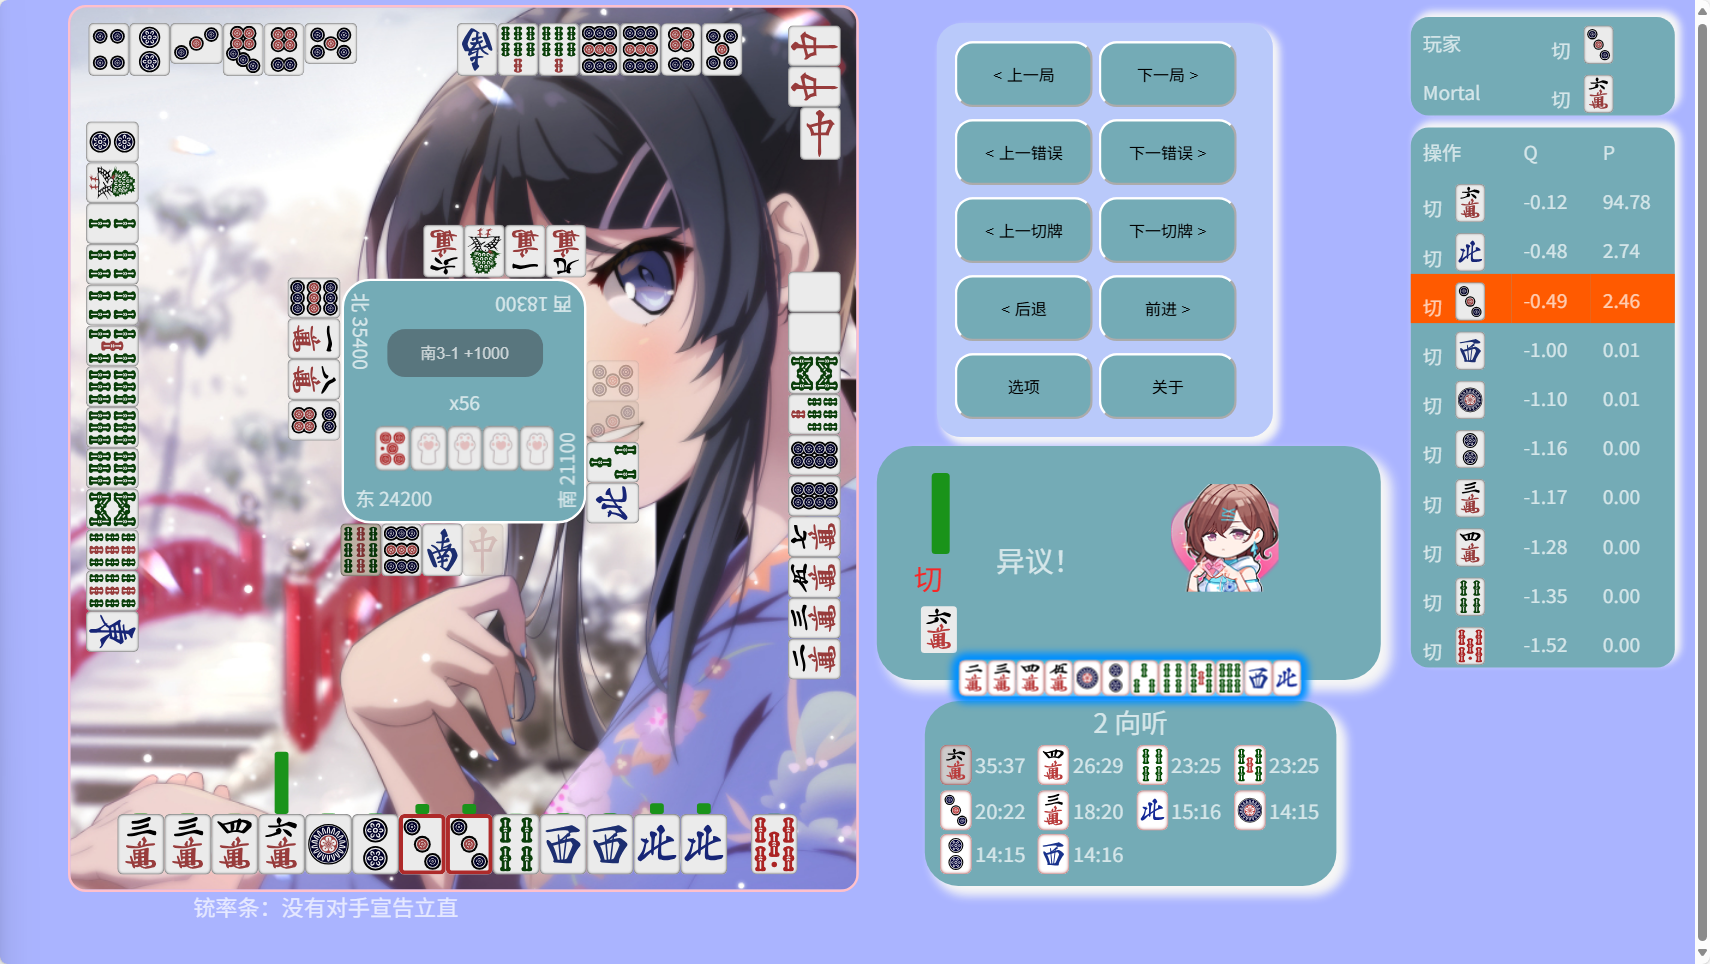 北 35400
西 18300
南3-1 +1000
x56
东 24200
南 21100
铳率条：没有对手宣告立直
< 上一局
下一局 >
< 上一错误
下一错误 >
< 上一切牌
下一切牌 >
< 后退
前进 >
选项
关于
切
异议！
2 向听
35:37 26:29 23:25 23:25
20:22 18:20 15:16 14:15
14:15 14:16
玩家 切
Mortal 切
操作 Q P
切 -0.12 94.78
切 -0.48 2.74
切 -0.49 2.46
切 -1.00 0.01
切 -1.10 0.01
切 -1.16 0.00
切 -1.17 0.00
切 -1.28 0.00
切 -1.35 0.00
切 -1.52 0.00